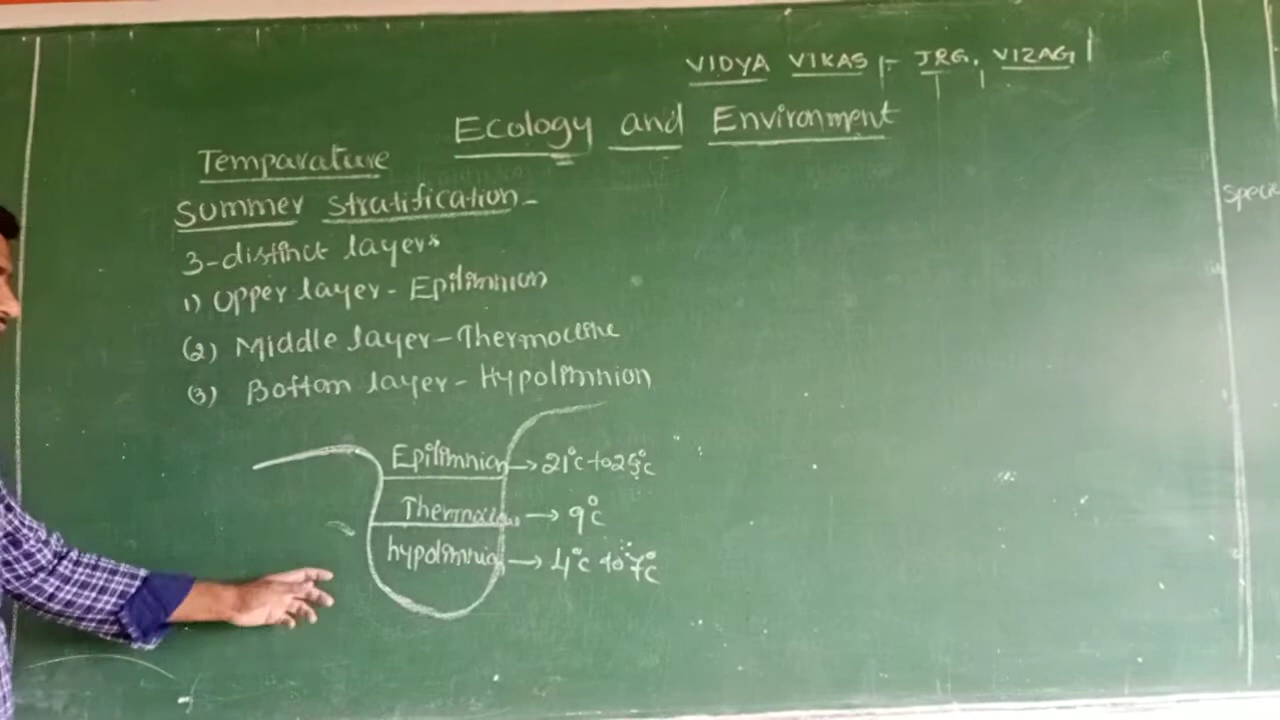 VIDYA VIKAS :- JRG, VIZAG
Ecology and Environment
Temparature
Summer stratification -
3-distinct layers
1) Upper layer - Epilimnion
(2) Middle layer - Thermocline
(3) Bottom layer - Hypolimnion
Epilimnion → 21°C to 25°C
→ 9°C
hypolimnion → 4°C to 7°C